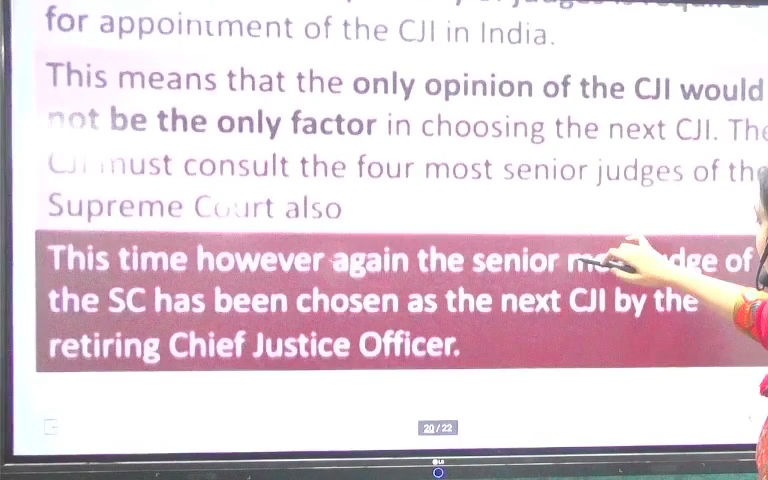 for appointment of the CJI in India.
This means that the only opinion of the CJI would
not be the only factor in choosing the next CJI. The
CJI must consult the four most senior judges of the
Supreme Court also
This time however again the senior of
the SC has been chosen as the next CJI by the
retiring Chief Justice Officer.
20 / 22
LG